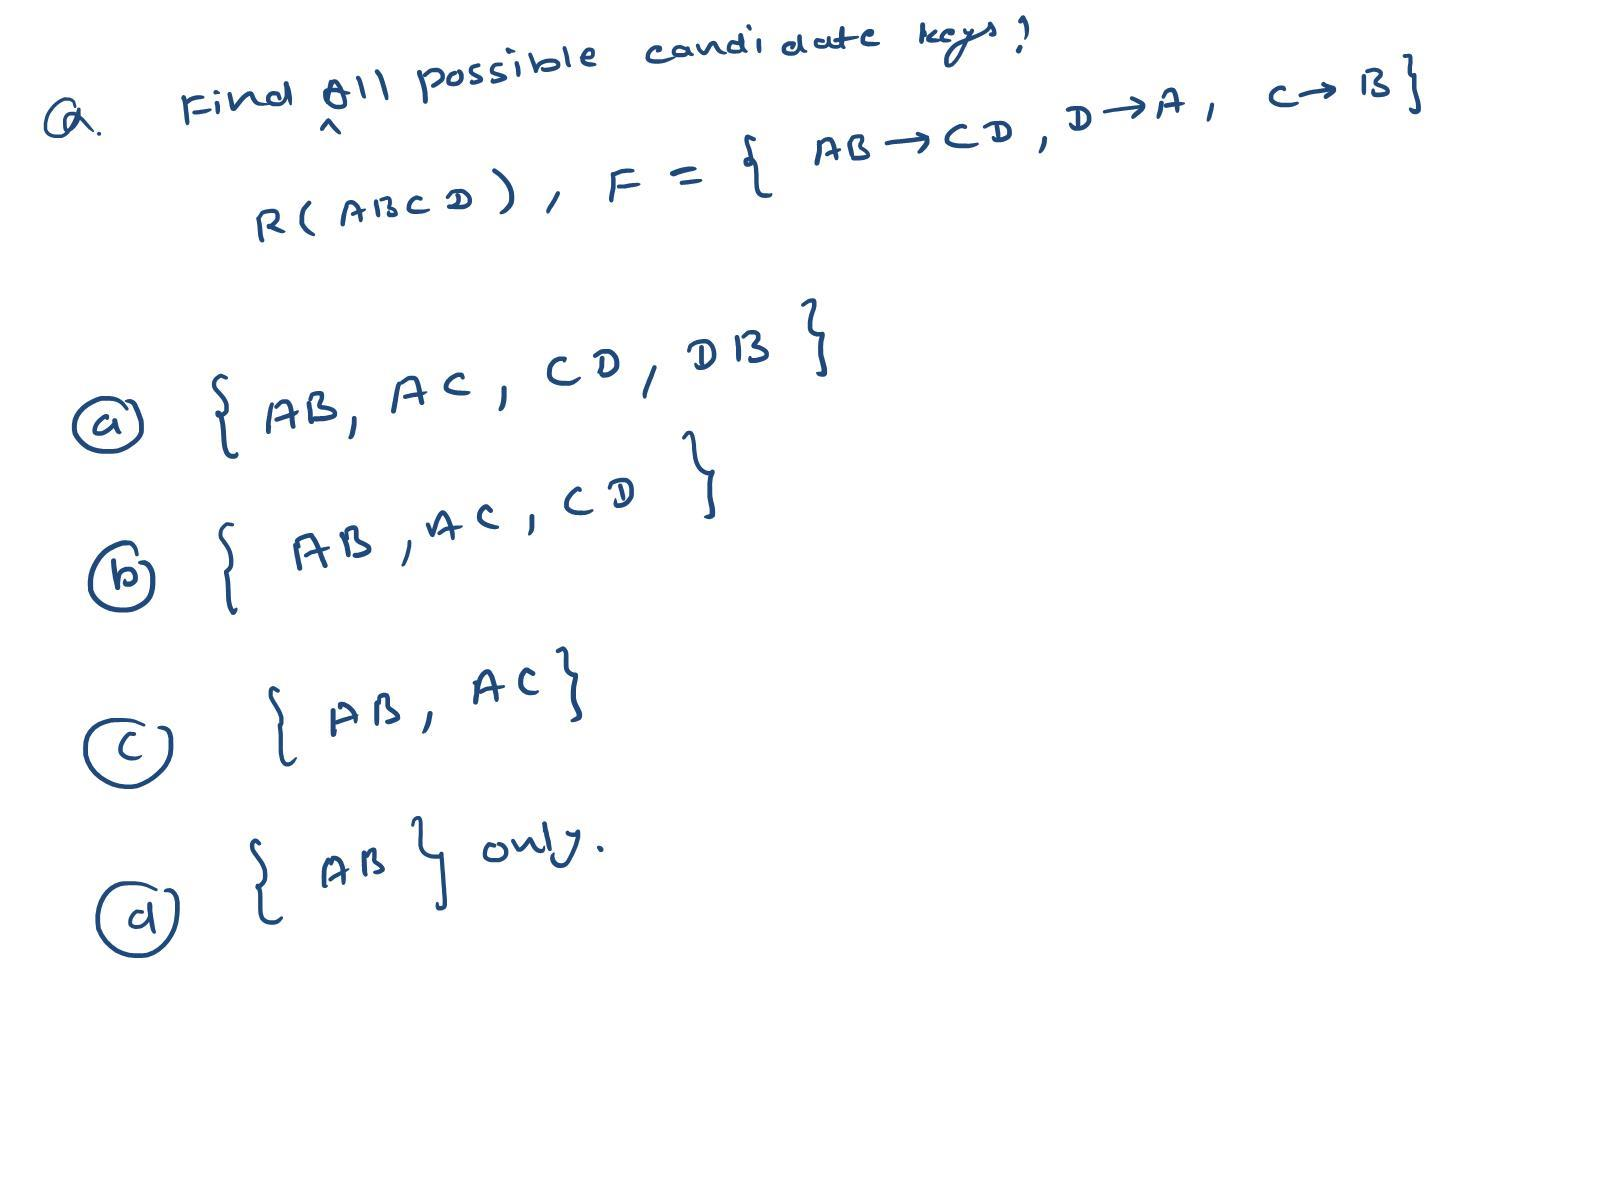 Q. Find All possible candidate keys?
^
R( ABCD ) , F = { AB → CD , D → A , C → B }
a { AB, AC , CD , DB }
b { AB , AC , CD }
c { AB , AC }
d { AB } only.